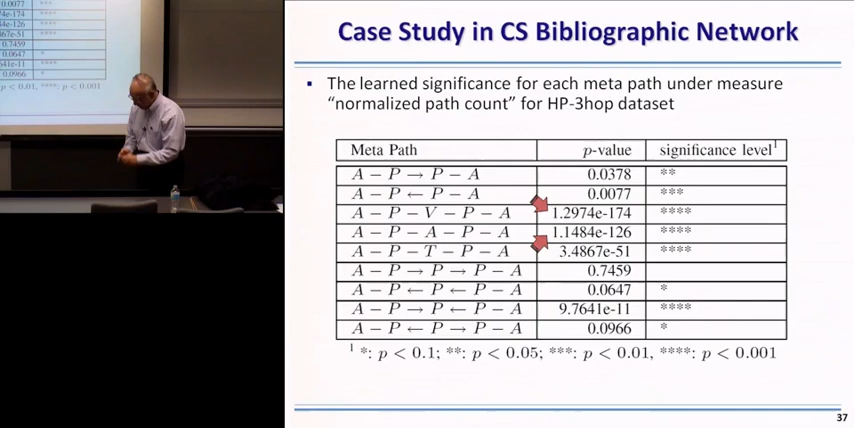 0.0077 ***
74e-174 ****
4e-126 ****
67e-51 ****
0.7459
0.0647 *
641e-11 ****
0.0966 *
p < 0.01, ****: p < 0.001
Case Study in CS Bibliographic Network
▪ The learned significance for each meta path under measure
“normalized path count” for HP-3hop dataset
Meta Path p-value significance level¹
A − P → P − A 0.0378 **
A − P ← P − A 0.0077 ***
A − P − V − P − A 1.2974e-174 ****
A − P − A − P − A 1.1484e-126 ****
A − P − T − P − A 3.4867e-51 ****
A − P → P → P − A 0.7459
A − P ← P ← P − A 0.0647 *
A − P → P ← P − A 9.7641e-11 ****
A − P ← P → P − A 0.0966 *
¹ *: p < 0.1; **: p < 0.05; ***: p < 0.01, ****: p < 0.001
37